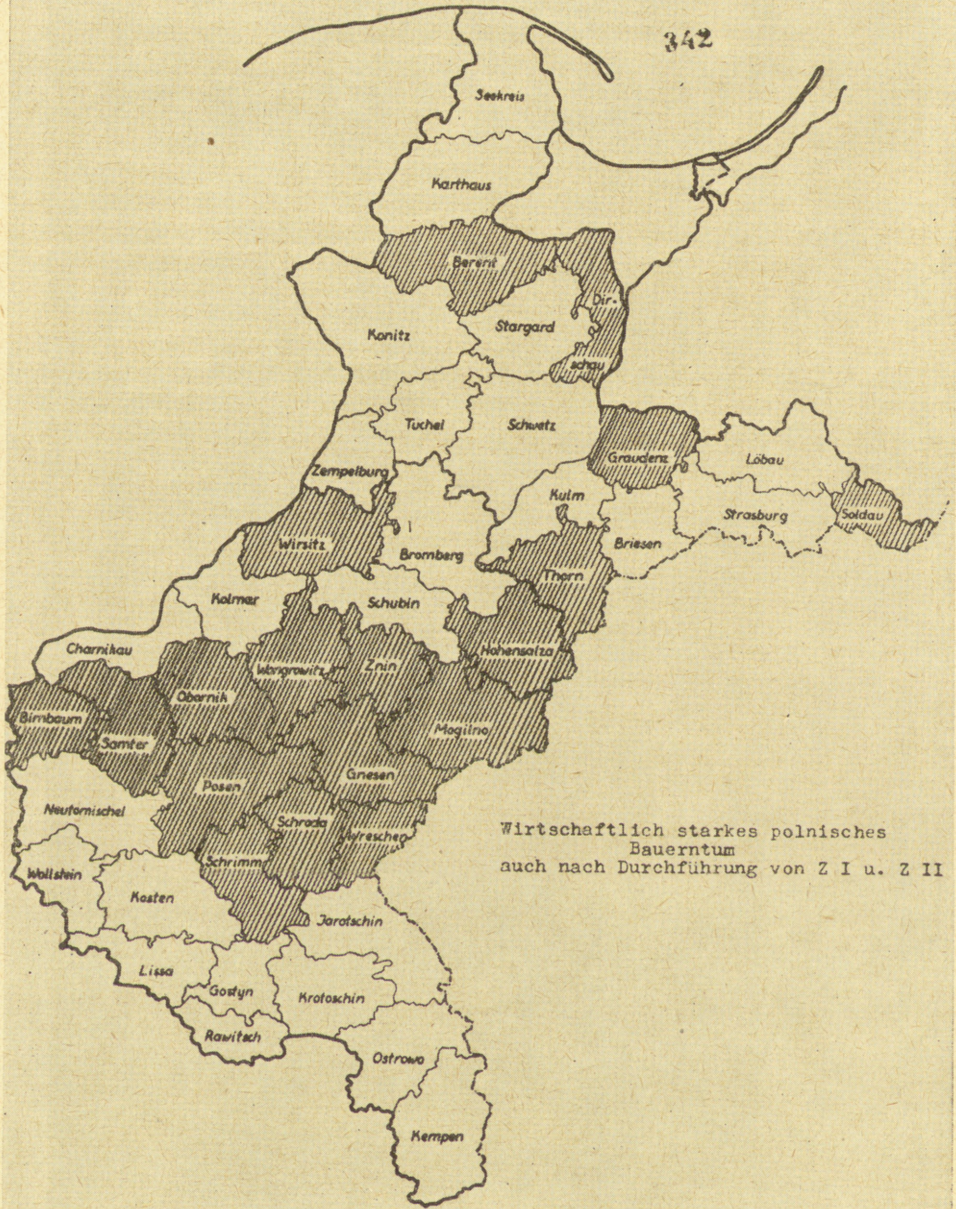 342
Seekreis
Karthaus
Berent
Dir-
schau
Stargard
Konitz
Tuchel
Schwetz
Zempelburg
Graudenz
Löbau
Kulm
Strasburg
Soldau
Briesen
Wirsitz
Bromberg
Thorn
Kolmar
Schubin
Hohensalza
Charnikau
Wongrowitz
Znin
Obornik
Birnbaum
Samter
Mogilno
Posen
Gnesen
Neutomischel
Schroda
Wreschen
Wirtschaftlich starkes polnisches
Bauerntum
auch nach Durchführung von Z I u. Z II
Schrimm
Wollstein
Kosten
Jarotschin
Lissa
Gostyn
Krotoschin
Rawitsch
Ostrowo
Kempen